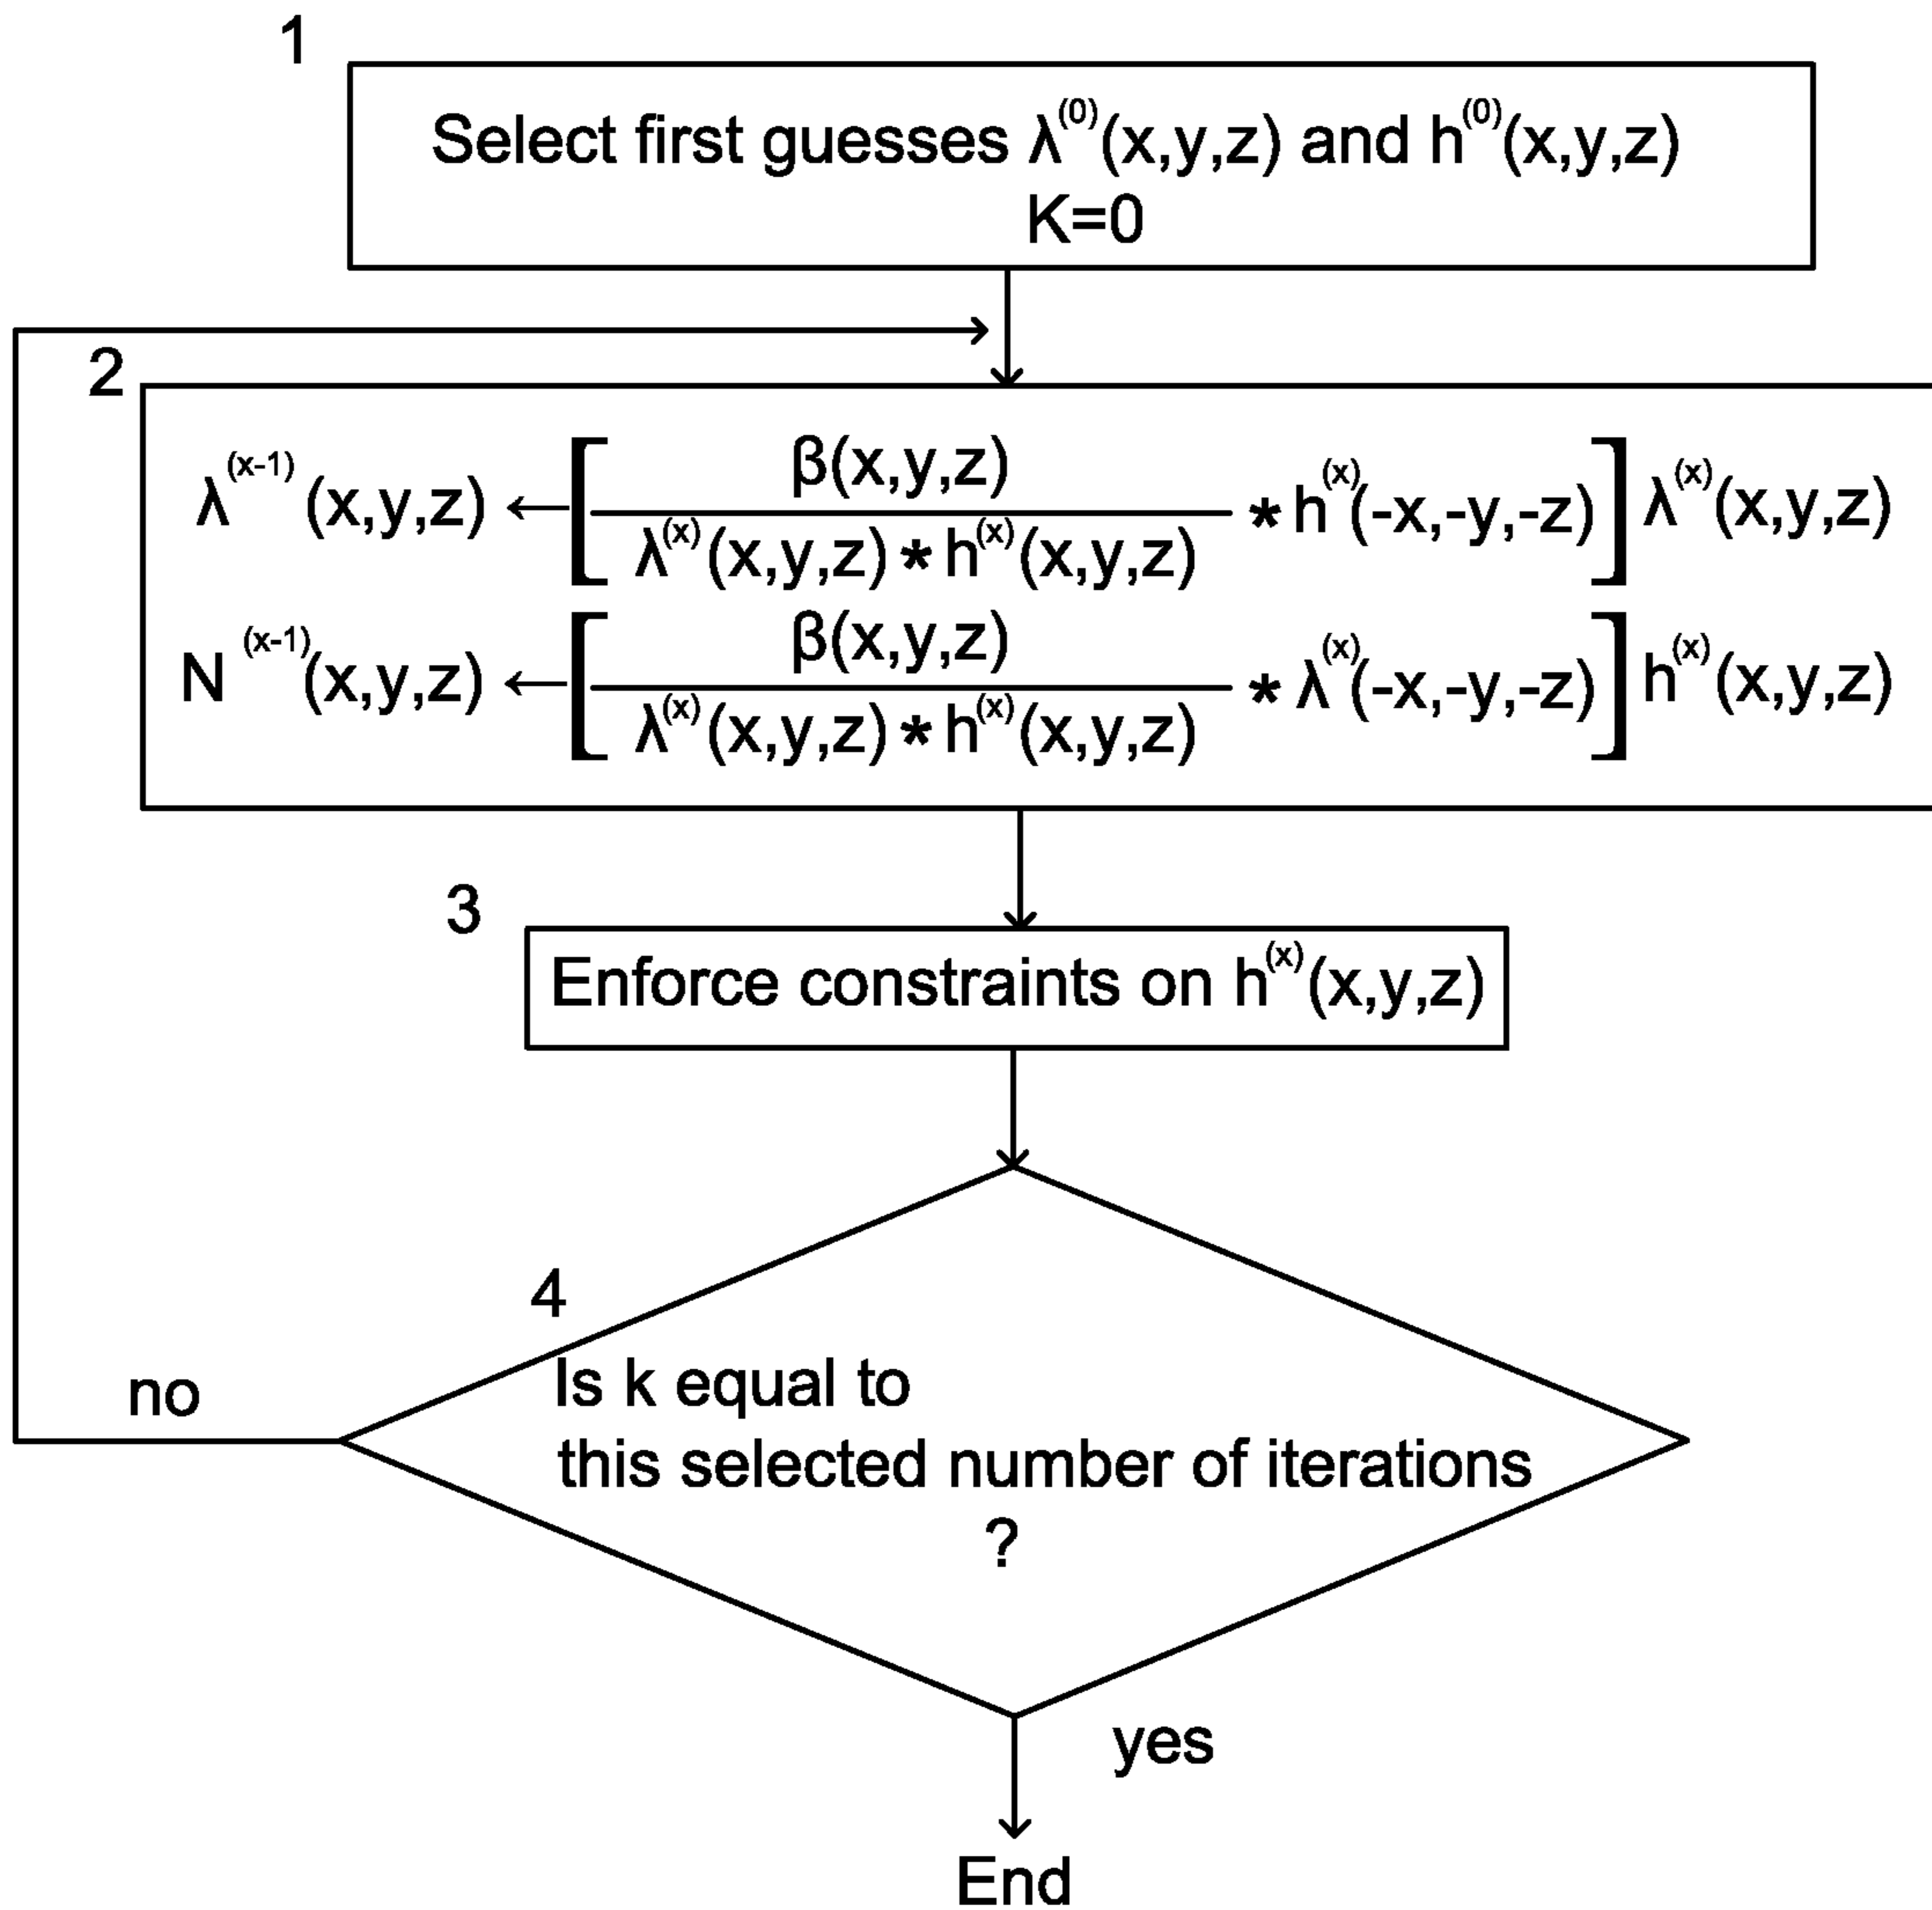 1
Select first guesses λ⁽⁰⁾(x,y,z) and h⁽⁰⁾(x,y,z)
K=0
2
λ⁽ˣ⁻¹⁾(x,y,z) ← [ β(x,y,z) / λ⁽ˣ⁾(x,y,z) * h⁽ˣ⁾(x,y,z) * h⁽ˣ⁾(-x,-y,-z) ] λ⁽ˣ⁾(x,y,z)
N⁽ˣ⁻¹⁾(x,y,z) ← [ β(x,y,z) / λ⁽ˣ⁾(x,y,z) * h⁽ˣ⁾(x,y,z) * λ⁽ˣ⁾(-x,-y,-z) ] h⁽ˣ⁾(x,y,z)
3
Enforce constraints on h⁽ˣ⁾(x,y,z)
4
Is k equal to
no
this selected number of iterations
?
yes
End